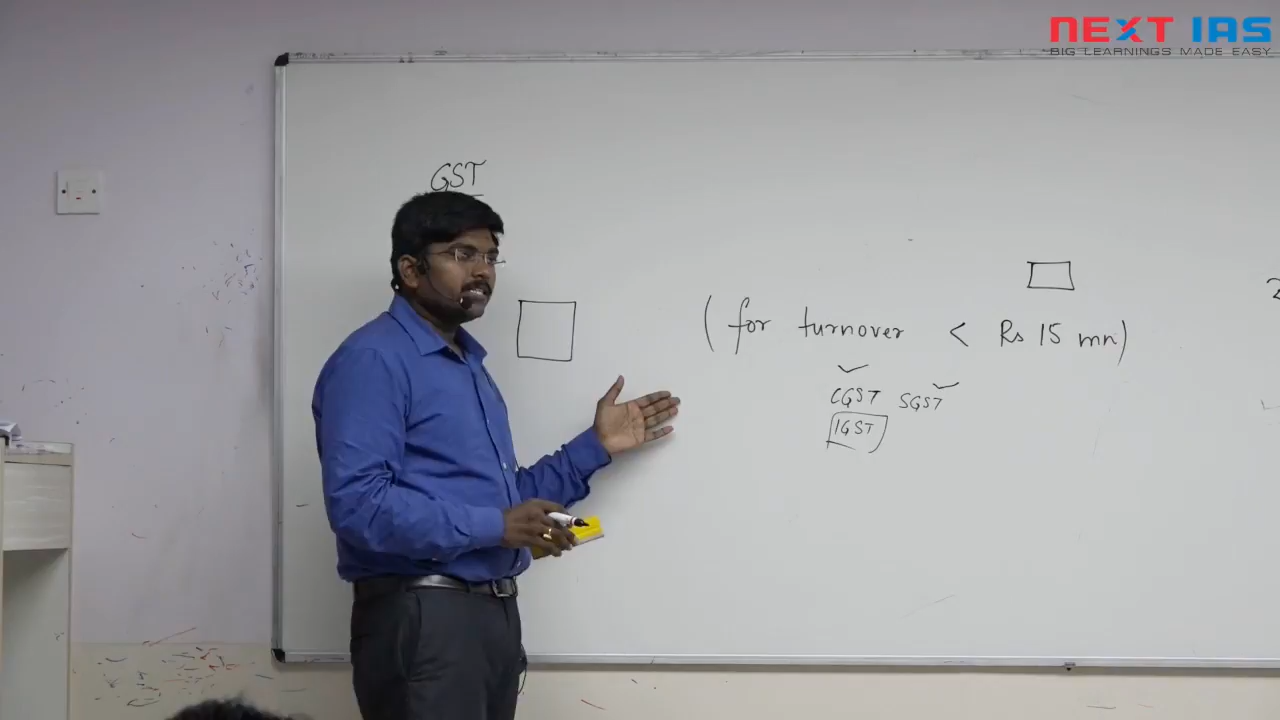 NEXT IAS
BIG LEARNINGS MADE EASY
GST
(for turnover < Rs 15 mn)
CGST SGST
IGST